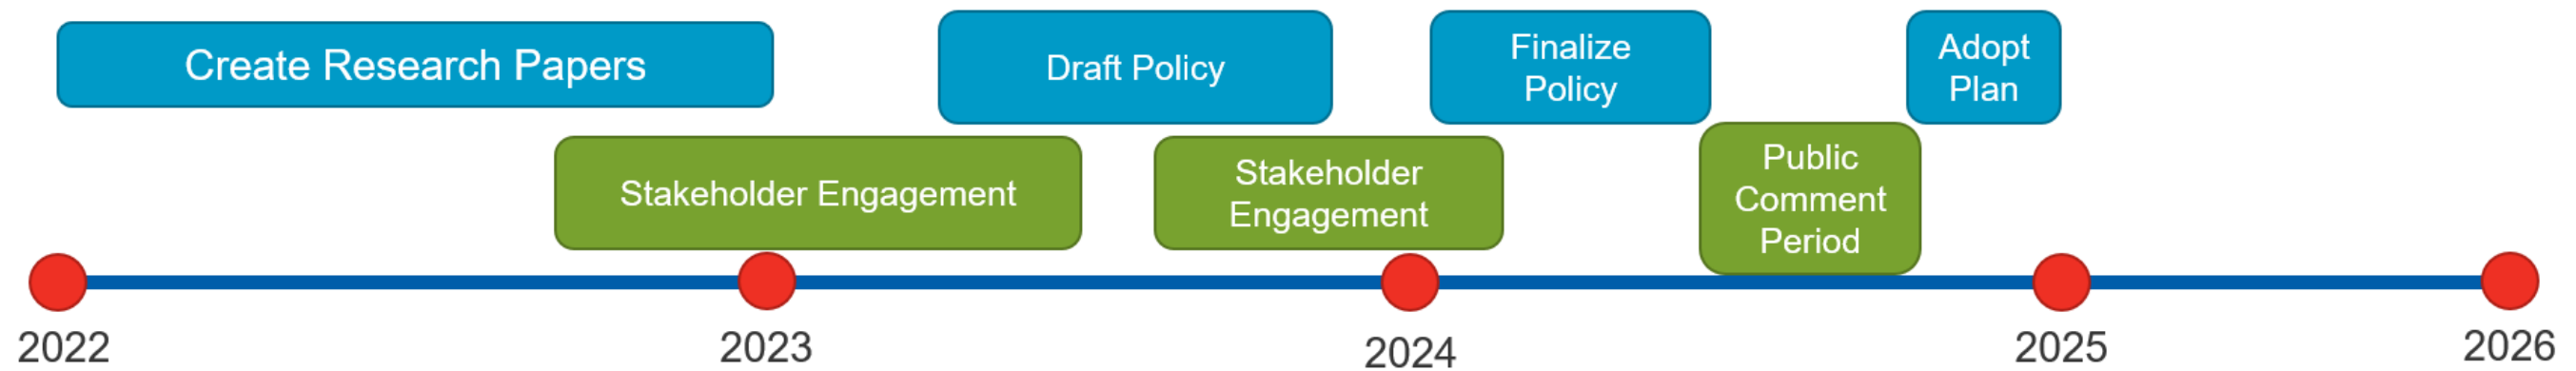 Create Research Papers
Draft Policy
Finalize
Policy
Adopt
Plan
Stakeholder Engagement
Stakeholder
Engagement
Public
Comment
Period
2022
2023
2024
2025
2026